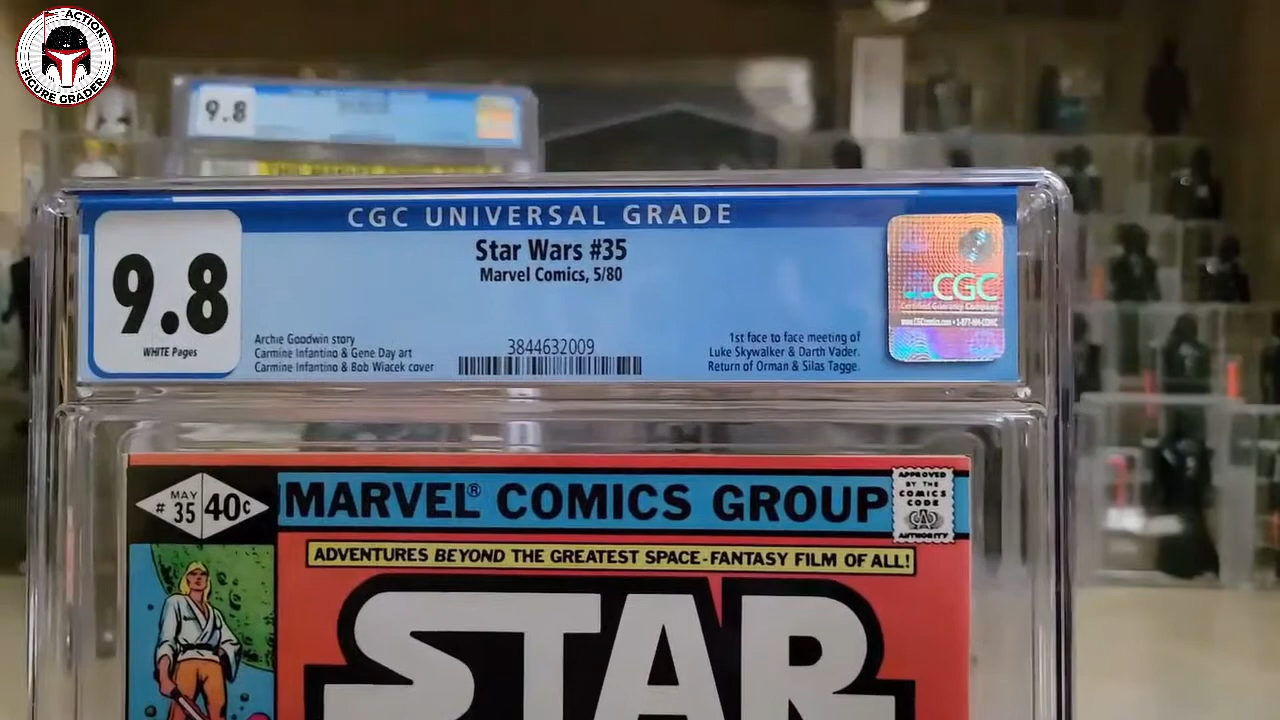 ACTION
FIGURE GRADER
9.8
CGC UNIVERSAL GRADE
Star Wars #35
Marvel Comics, 5/80
9.8
WHITE Pages
Archie Goodwin story
Carmine Infantino & Gene Day art
Carmine Infantino & Bob Wiacek cover
3844632009
1st face to face meeting of
Luke Skywalker & Darth Vader.
Return of Orman & Silas Tagge.
CGC
Certified Guaranty Company
MAY
# 35 40¢
MARVEL® COMICS GROUP
APPROVED
BY THE
COMICS
CODE
AUTHORITY
ADVENTURES BEYOND THE GREATEST SPACE-FANTASY FILM OF ALL!
STAR